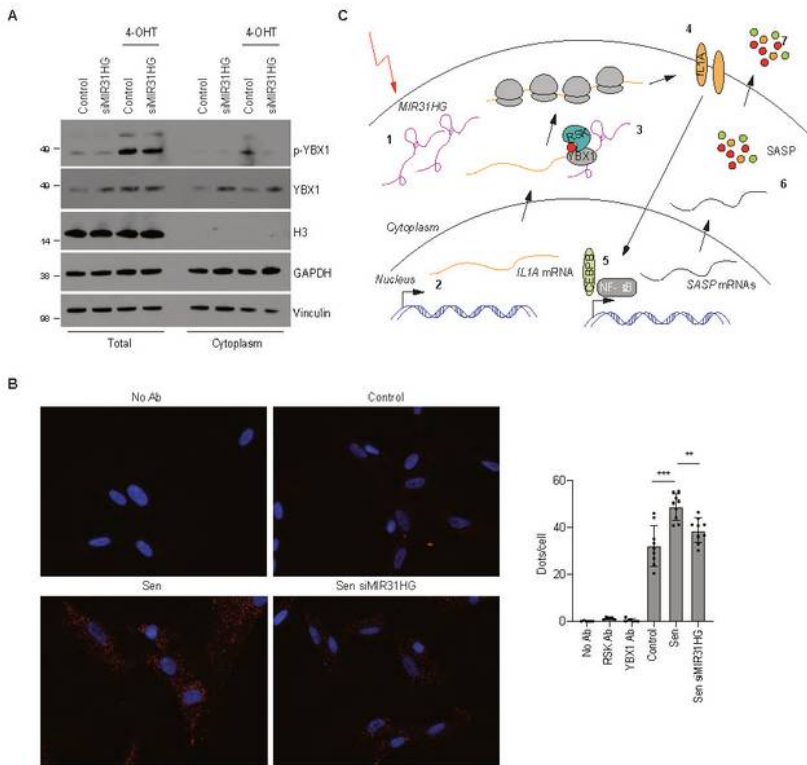 A
4-OHT
4-OHT
Control
siMIR31HG
Control
siMIR31HG
Control
siMIR31HG
Control
siMIR31HG
49
p-YBX1
49
YBX1
14
H3
38
GAPDH
98
Vinculin
Total
Cytoplasm
C
MIR31HG
1
RSK
YBX1
3
4
IL1A
7
SASP
6
Cytoplasm
Nucleus
2
IL1A mRNA
5
NF-κB
SASP mRNAs
B
No Ab
Control
Sen
Sen siMIR31HG
Dots/cell
60
40
20
0
***
**
No Ab
RSK Ab
YBX1 Ab
Control
Sen
Sen siMIR31HG